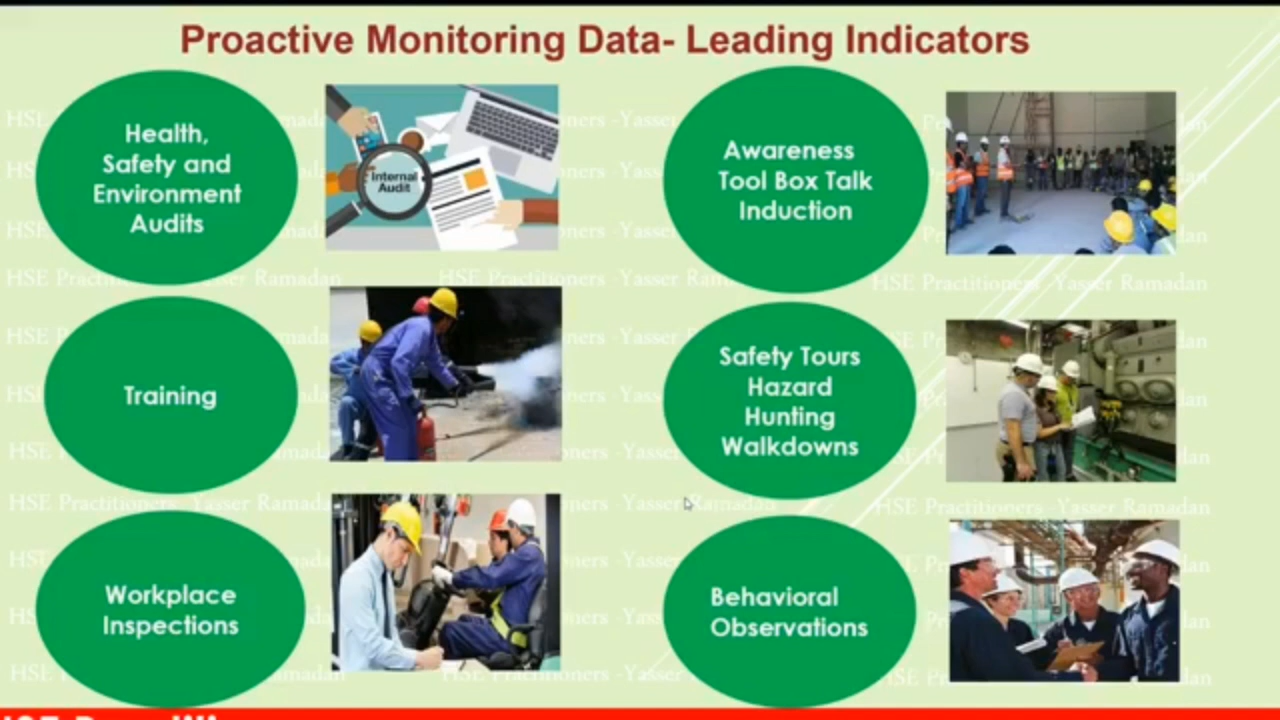 Proactive Monitoring Data- Leading Indicators
Health,
Safety and
Environment
Audits
Internal
Audit
Awareness
Tool Box Talk
Induction
Training
Safety Tours
Hazard
Hunting
Walkdowns
Workplace
Inspections
Behavioral
Observations
HSE Practitioners -Yasser Ramadan